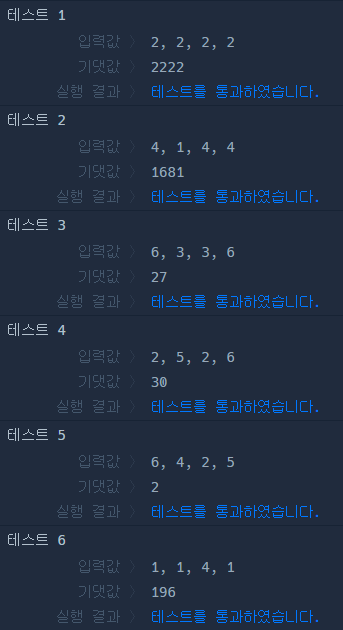 테스트 1
입력값 〉 2, 2, 2, 2
기댓값 〉 2222
실행 결과 〉 테스트를 통과하였습니다.
테스트 2
입력값 〉 4, 1, 4, 4
기댓값 〉 1681
실행 결과 〉 테스트를 통과하였습니다.
테스트 3
입력값 〉 6, 3, 3, 6
기댓값 〉 27
실행 결과 〉 테스트를 통과하였습니다.
테스트 4
입력값 〉 2, 5, 2, 6
기댓값 〉 30
실행 결과 〉 테스트를 통과하였습니다.
테스트 5
입력값 〉 6, 4, 2, 5
기댓값 〉 2
실행 결과 〉 테스트를 통과하였습니다.
테스트 6
입력값 〉 1, 1, 4, 1
기댓값 〉 196
실행 결과 〉 테스트를 통과하였습니다.